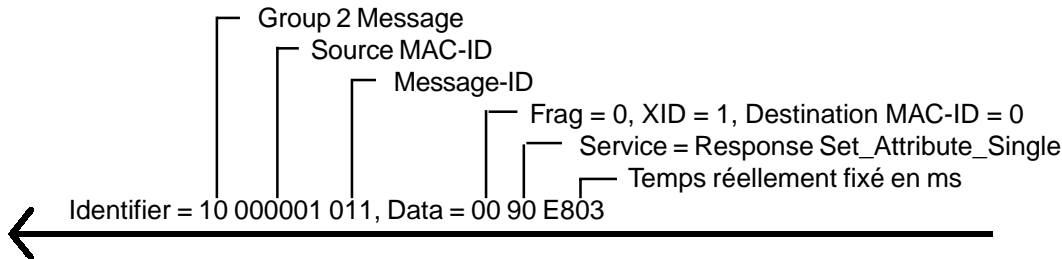 Group 2 Message
Source MAC-ID
Message-ID
Frag = 0, XID = 1, Destination MAC-ID = 0
Service = Response Set_Attribute_Single
Temps réellement fixé en ms
Identifier = 10 000001 011, Data = 00 90 E803